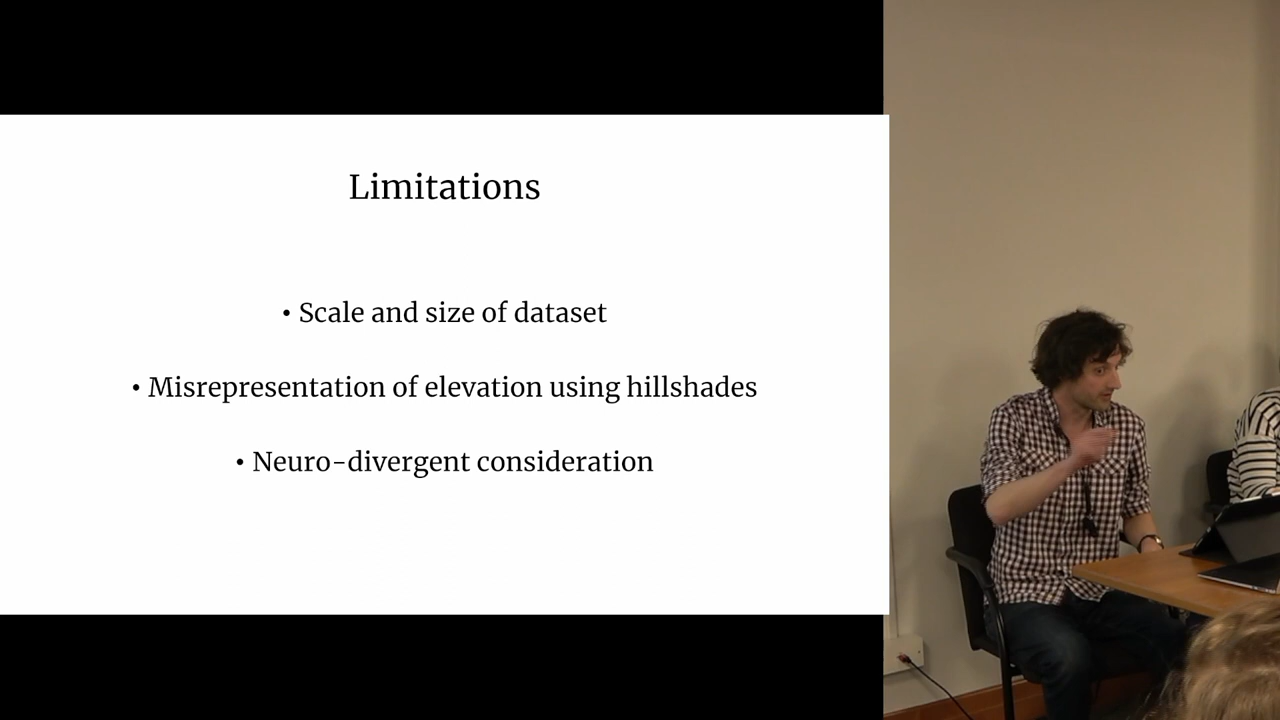 Limitations
• Scale and size of dataset
• Misrepresentation of elevation using hillshades
• Neuro-divergent consideration